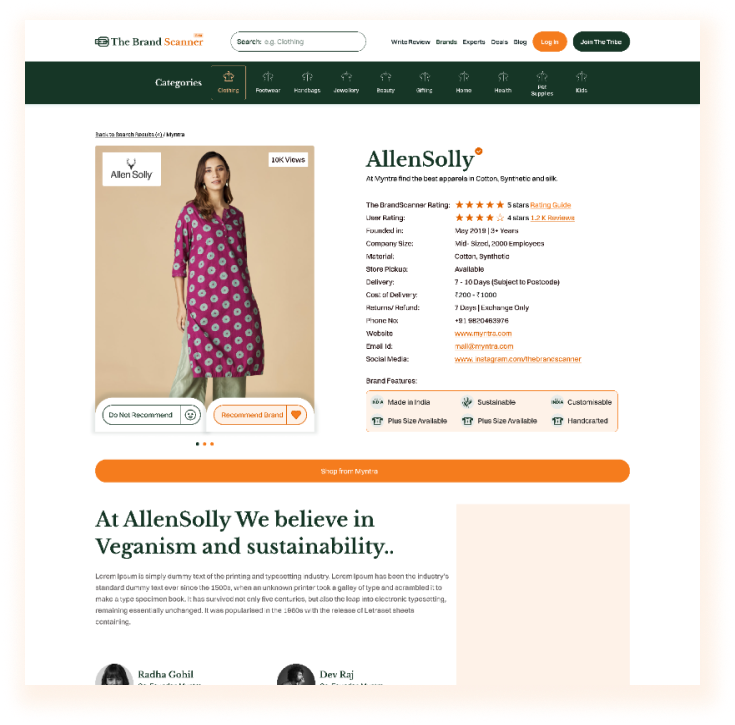 The Brand Scanner
Search: e.g. Clothing
Write Review Brands Experts Deals Blog Log In Join The Tribe
Categories Clothing Footwear Handbags Jewellery Beauty Gifting Home Health Pet Supplies Kids
Back to Search Results (4) / Myntra
Allen Solly
10K Views
AllenSolly
At Myntra find the best apparels in Cotton, Synthetic and silk.
The BrandScanner Rating: 5 stars Rating Guide
User Rating: 4 stars 1.2 K Reviews
Founded in: May 2019 | 3+ Years
Company Size: Mid- Sized, 2000 Employees
Material: Cotton, Synthetic
Store Pickup: Available
Delivery: 7 - 10 Days (Subject to Postcode)
Cost of Delivery: ₹200 - ₹1000
Returns/ Refund: 7 Days | Exchange Only
Phone No: +91 9820463976
Website www.myntra.com
Email Id: mail@myntra.com
Social Media: www. instagram.com/thebrandscanner
Brand Features:
Made in India Sustainable Customisable
Plus Size Available Plus Size Available Handcrafted
Do Not Recommend Recommend Brand
Shop from Myntra
At AllenSolly We believe in
Veganism and sustainability..
Lorem Ipsum is simply dummy text of the printing and typesetting industry. Lorem Ipsum has been the industry's
standard dummy text ever since the 1500s, when an unknown printer took a galley of type and scrambled it to
make a type specimen book. It has survived not only five centuries, but also the leap into electronic typesetting,
remaining essentially unchanged. It was popularised in the 1960s with the release of Letraset sheets
containing.
Radha Gohil Dev Raj